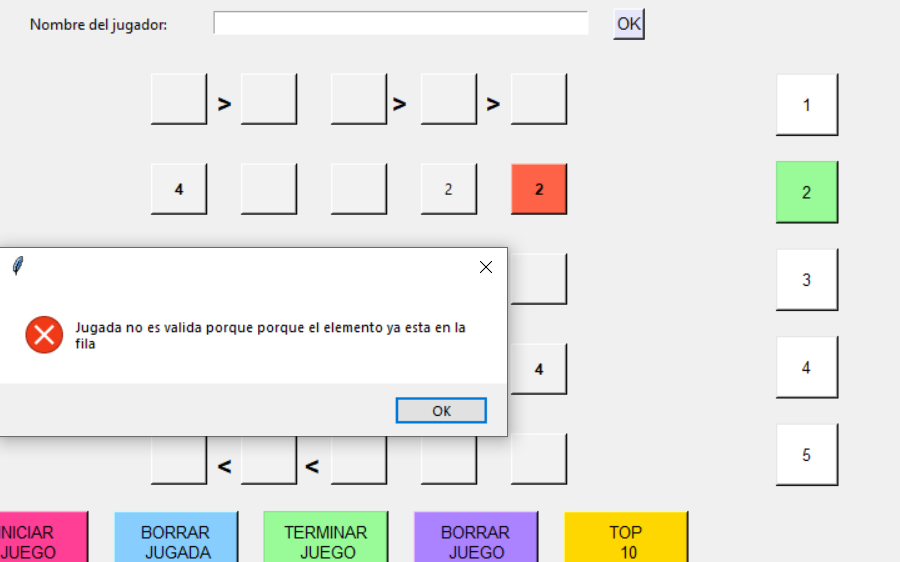 Nombre del jugador: OK
> > > 1
4 2 2 2
3
Jugada no es valida porque porque el elemento ya esta en la
fila
4 4
OK
< < 5
INICIAR BORRAR TERMINAR BORRAR TOP
JUEGO JUGADA JUEGO JUEGO 10